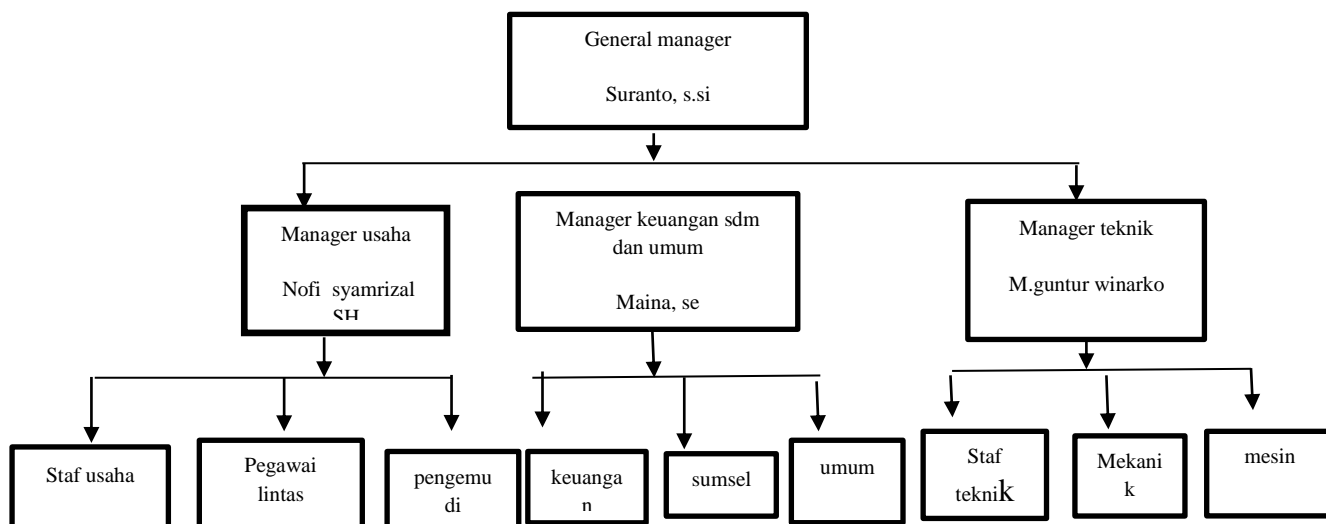 General manager
Suranto, s.si
Manager usaha
Nofi syamrizal
SH
Manager keuangan sdm
dan umum
Maina, se
Manager teknik
M.guntur winarko
Staf usaha
Pegawai
lintas
pengemu
di
keuanga
n
sumsel
umum
Staf
teknik
Mekani
k
mesin